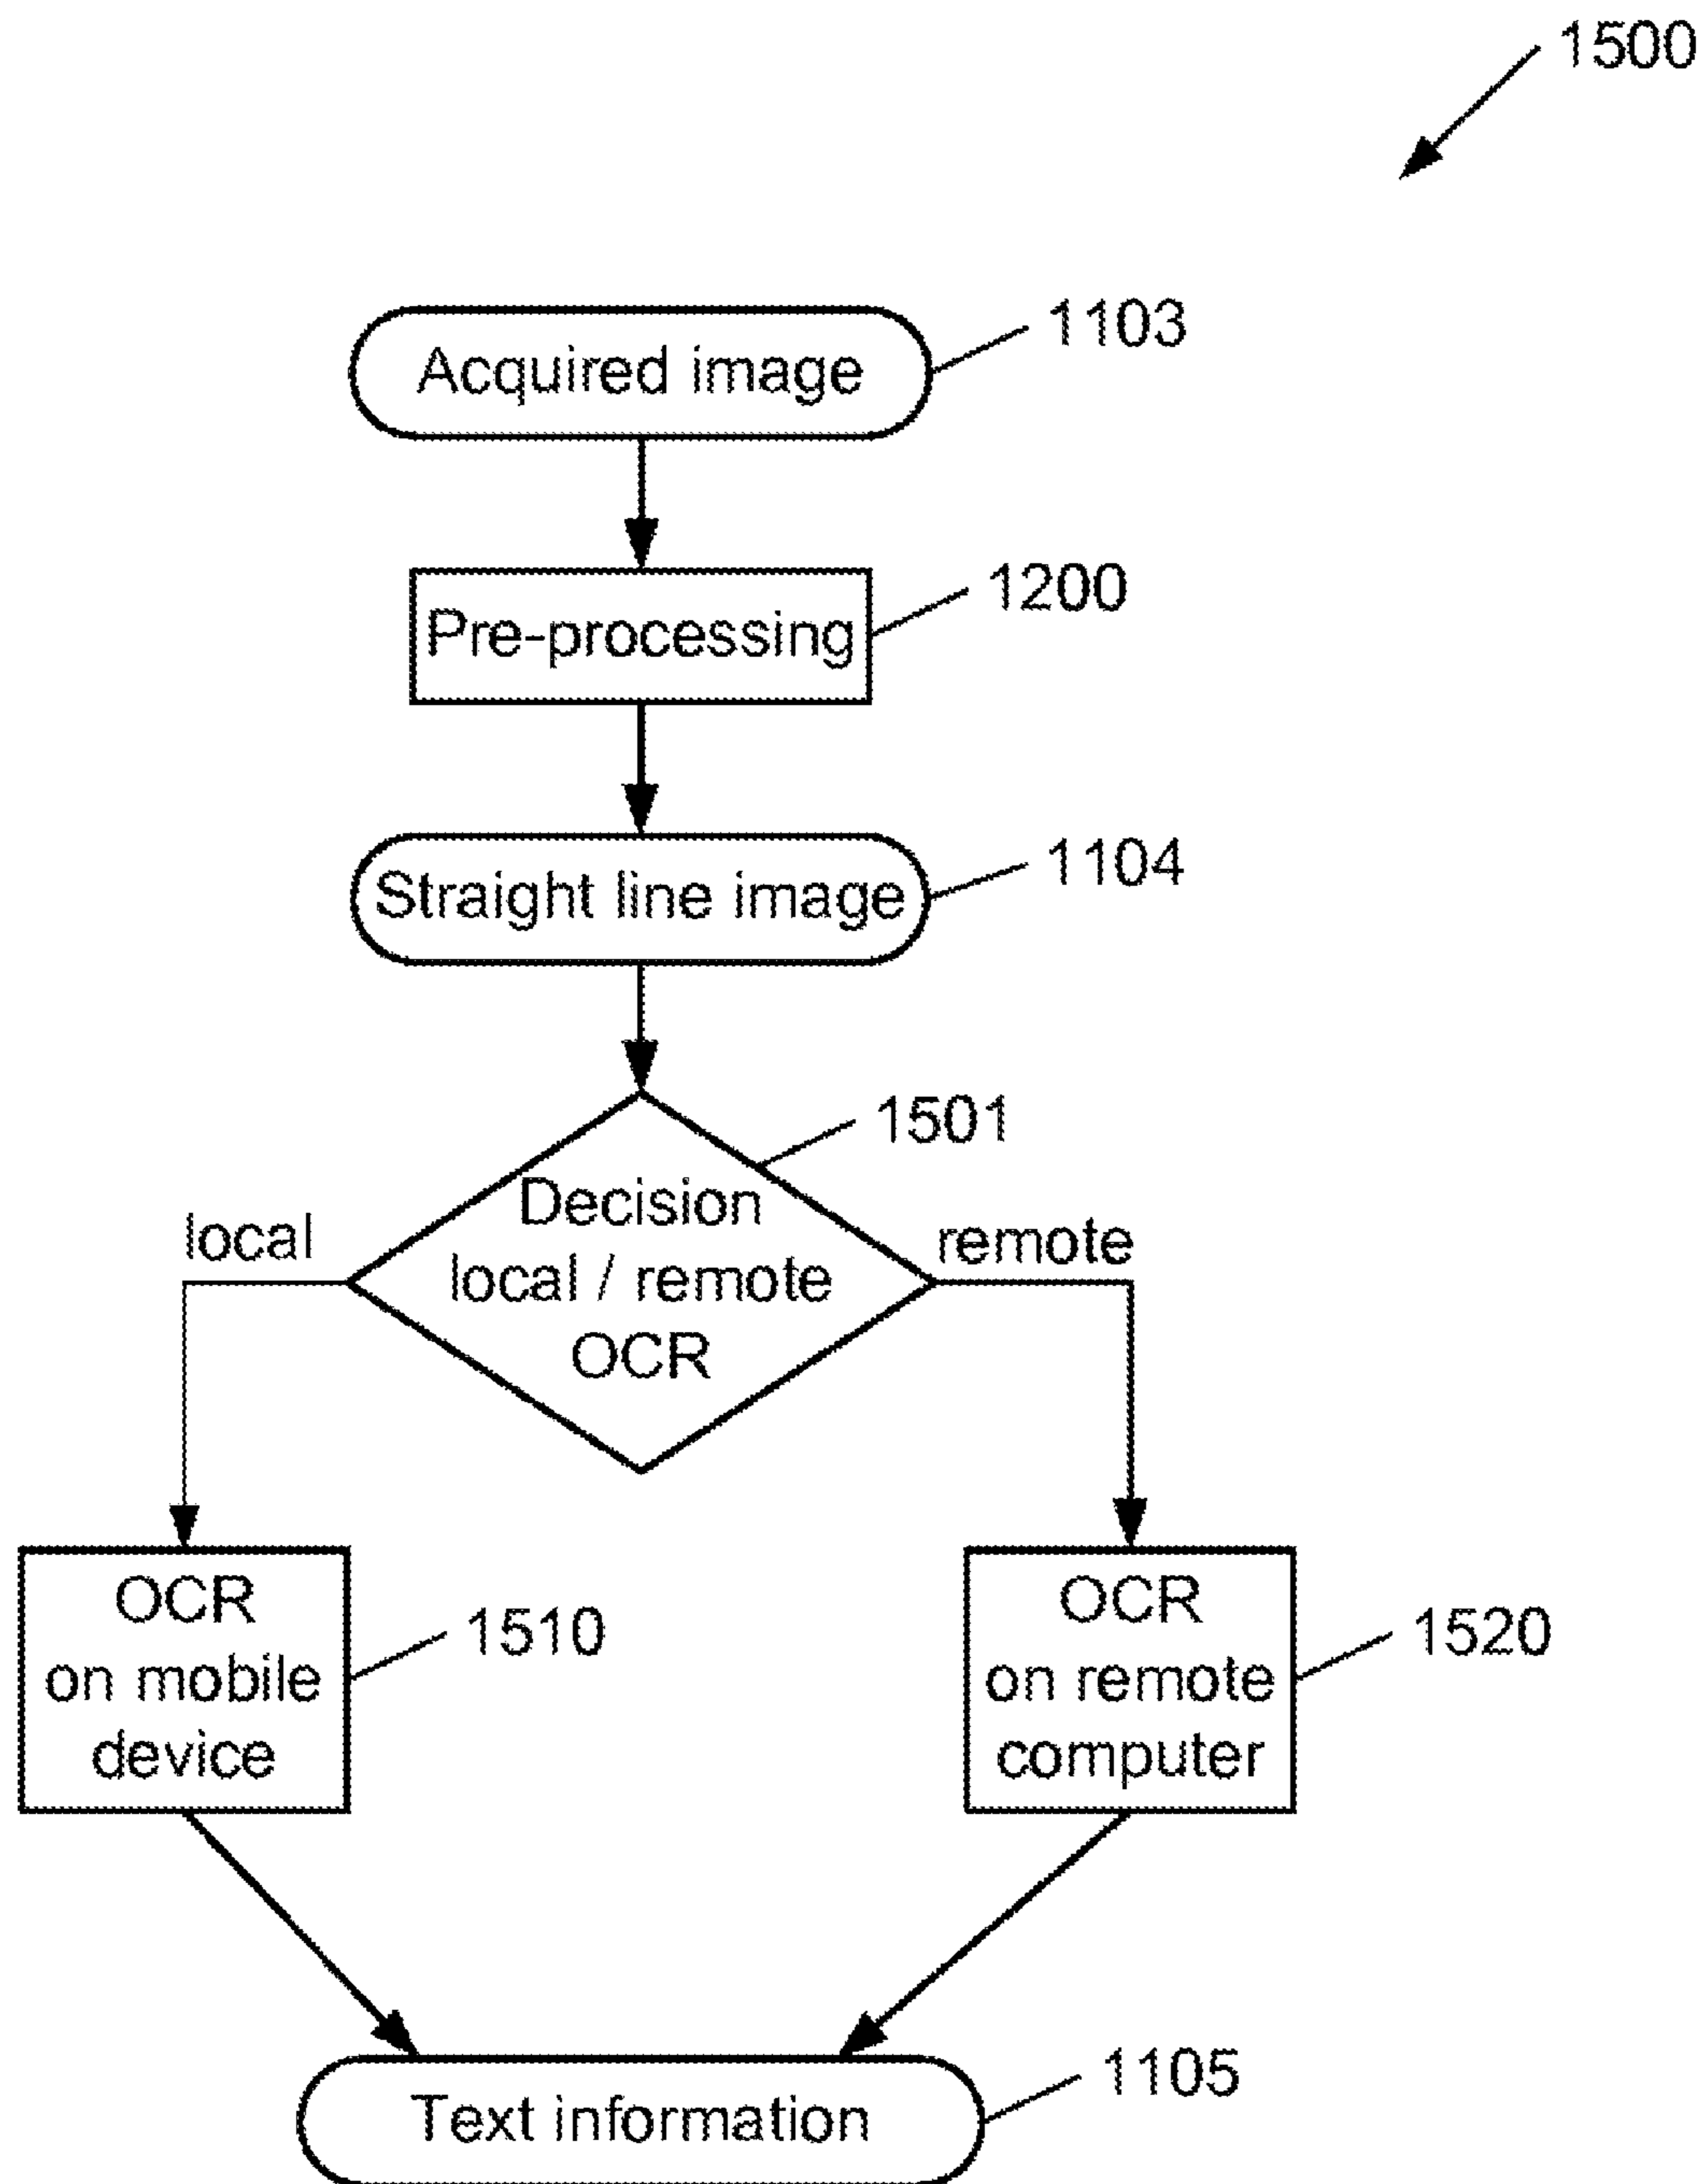 1500
Acquired image
1103
Pre-processing
1200
Straight line image
1104
1501
Decision
local / remote
OCR
local
remote
OCR
on mobile
device
1510
OCR
on remote
computer
1520
Text information
1105